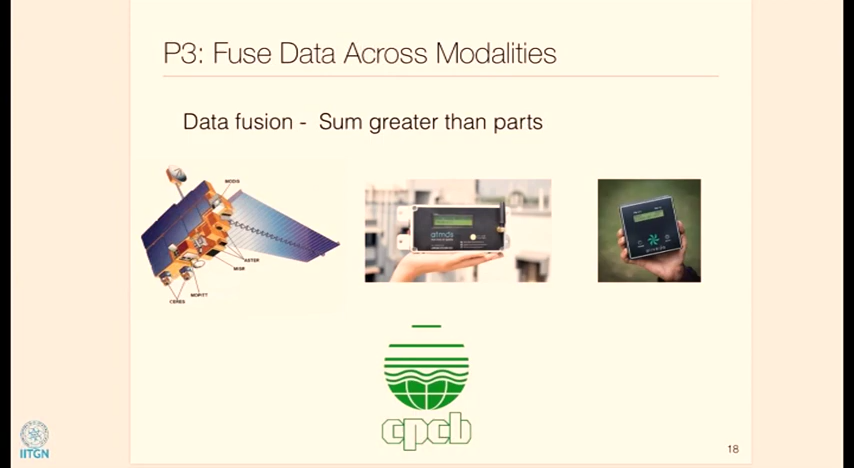 P3: Fuse Data Across Modalities
Data fusion - Sum greater than parts
MODIS
ASTER
MISR
MOPITT
CERES
atmos
cpcb
IITGN
18